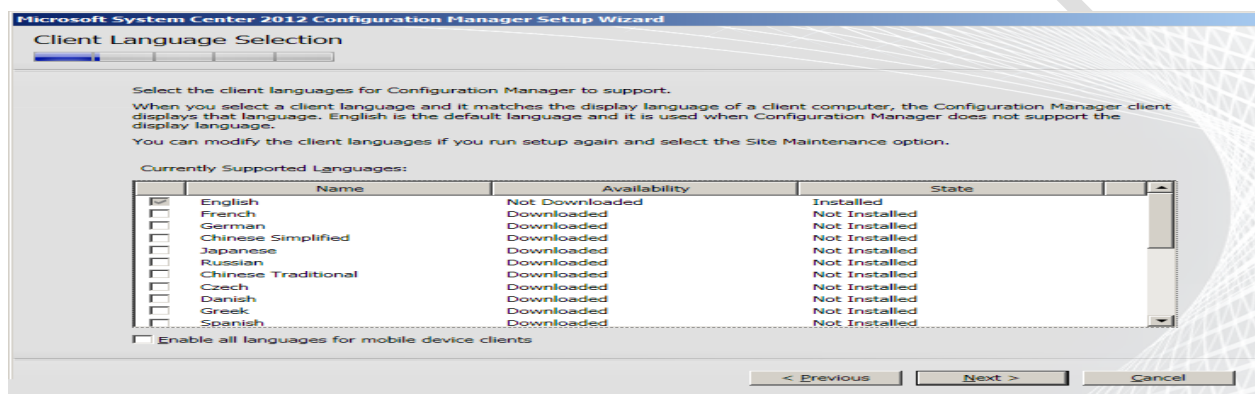 Microsoft System Center 2012 Configuration Manager Setup Wizard
Client Language Selection
Select the client languages for Configuration Manager to support.
When you select a client language and it matches the display language of a client computer, the Configuration Manager client
displays that language. English is the default language and it is used when Configuration Manager does not support the
display language.
You can modify the client languages if you run setup again and select the Site Maintenance option.
Currently Supported Languages:
Name Availability State
English Not Downloaded Installed
French Downloaded Not Installed
German Downloaded Not Installed
Chinese Simplified Downloaded Not Installed
Japanese Downloaded Not Installed
Russian Downloaded Not Installed
Chinese Traditional Downloaded Not Installed
Czech Downloaded Not Installed
Danish Downloaded Not Installed
Greek Downloaded Not Installed
Spanish Downloaded Not Installed
Enable all languages for mobile device clients
< Previous Next > Cancel